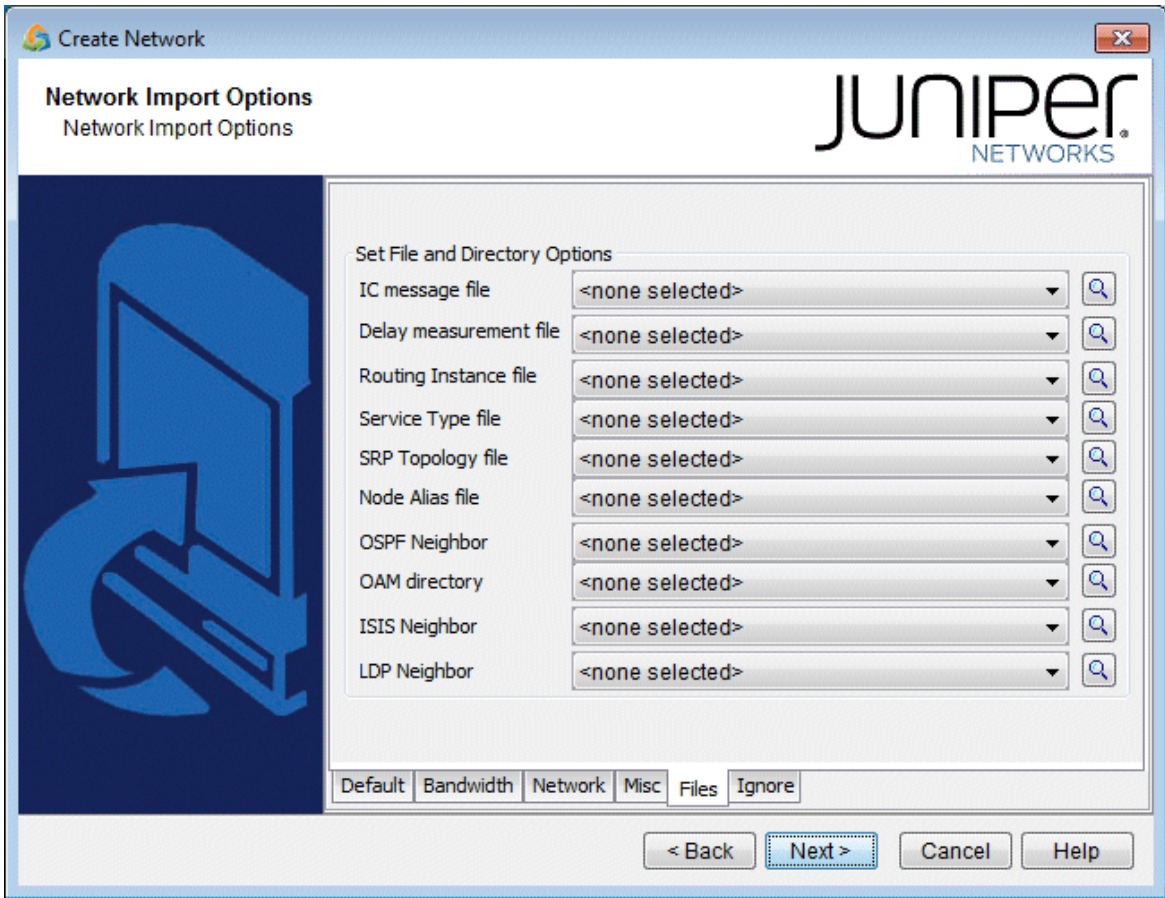 Create Network
Network Import Options
Network Import Options
JUNIPER
NETWORKS
Set File and Directory Options
IC message file <none selected>
Delay measurement file <none selected>
Routing Instance file <none selected>
Service Type file <none selected>
SRP Topology file <none selected>
Node Alias file <none selected>
OSPF Neighbor <none selected>
OAM directory <none selected>
ISIS Neighbor <none selected>
LDP Neighbor <none selected>
Default Bandwidth Network Misc Files Ignore
< Back Next > Cancel Help